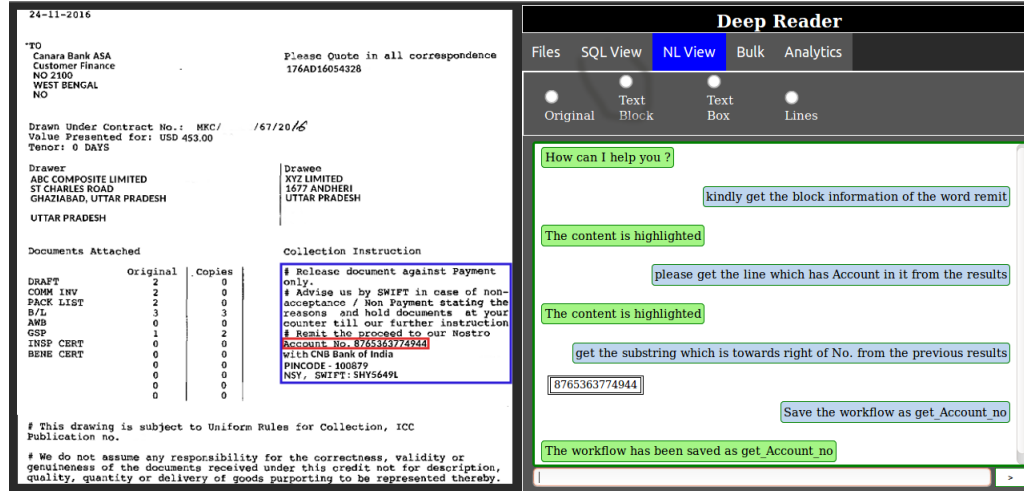 24-11-2016
"TO
Canara Bank ASA
Customer Finance
NO 2100
WEST BENGAL
NO
Please Quote in all correspondence
176AD16054328
Drawn Under Contract No.: MKC/ /67/2016
Value Presented for: USD 453.00
Tenor: 0 DAYS
Drawer
ABC COMPOSITE LIMITED
ST CHARLES ROAD
GHAZIABAD, UTTAR PRADESH
UTTAR PRADESH
Drawee
XYZ LIMITED
1677 ANDHERI
UTTAR PRADESH
Documents Attached
Original Copies
DRAFT 2 0
COMM INV 2 0
PACK LIST 2 0
B/L 3 3
AWB 0 0
GSP 1 2
INSP CERT 0 0
BENE CERT 0 0
0 0
0 0
0 0
0 0
Collection Instruction
# Release document against Payment
only.
# Advise us by SWIFT in case of non-
acceptance / Non Payment stating the
reasons and hold documents at your
counter till our further instruction
# Remit the proceed to our Nostro
Account No. 8765363774944
with CNB Bank of India
PINCODE - 100879
NSY, SWIFT: SHY5649L
# This drawing is subject to Uniform Rules for Collection, ICC
Publication no.
# We do not assume any responsibility for the correctness, validity or
genuineness of the documents received under this credit not for description,
quality, quantity or delivery of goods purporting to be represented thereby.
Deep Reader
Files SQL View NL View Bulk Analytics
Original
Text
Block
Text
Box
Lines
How can I help you ?
kindly get the block information of the word remit
The content is highlighted
please get the line which has Account in it from the results
The content is highlighted
get the substring which is towards right of No. from the previous results
8765363774944
Save the workflow as get_Account_no
The workflow has been saved as get_Account_no
>